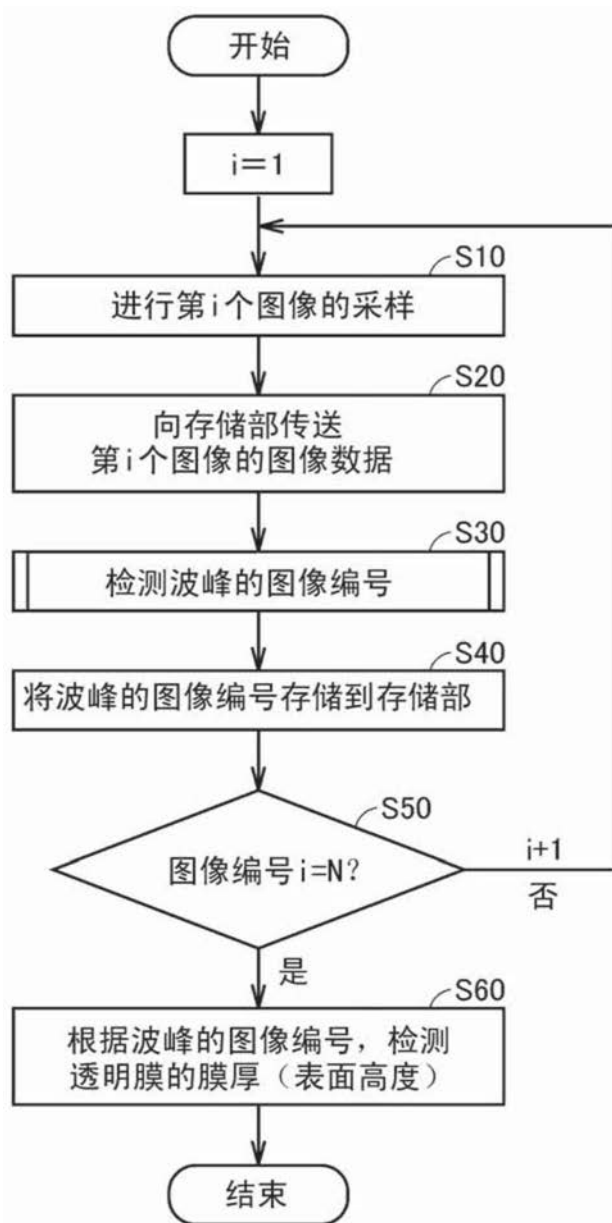 开始
i=1
S10
进行第i个图像的采样
S20
向存储部传送
第i个图像的图像数据
S30
检测波峰的图像编号
S40
将波峰的图像编号存储到存储部
S50
图像编号i=N?
i+1
否
是
S60
根据波峰的图像编号，检测
透明膜的膜厚（表面高度）
结束